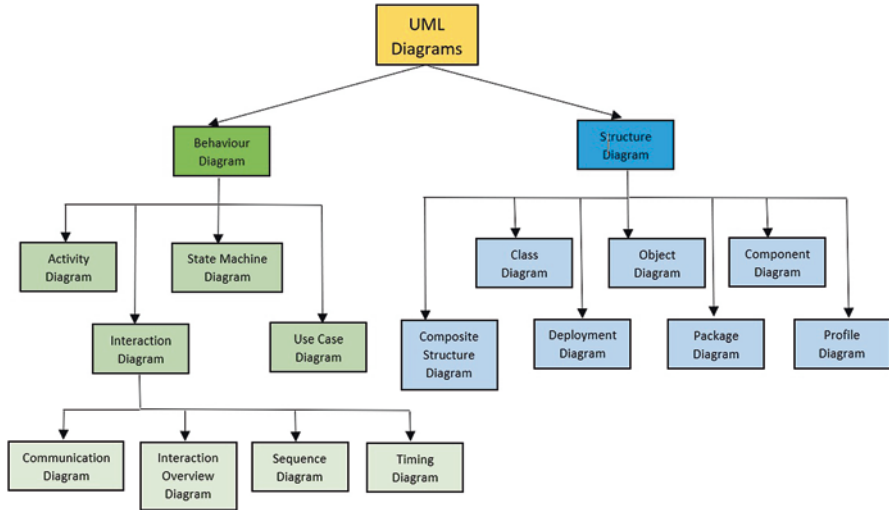 UML
Diagrams
Behaviour
Diagram
Structure
Diagram
Activity
Diagram
State Machine
Diagram
Class
Diagram
Object
Diagram
Component
Diagram
Interaction
Diagram
Use Case
Diagram
Composite
Structure
Diagram
Deployment
Diagram
Package
Diagram
Profile
Diagram
Communication
Diagram
Interaction
Overview
Diagram
Sequence
Diagram
Timing
Diagram